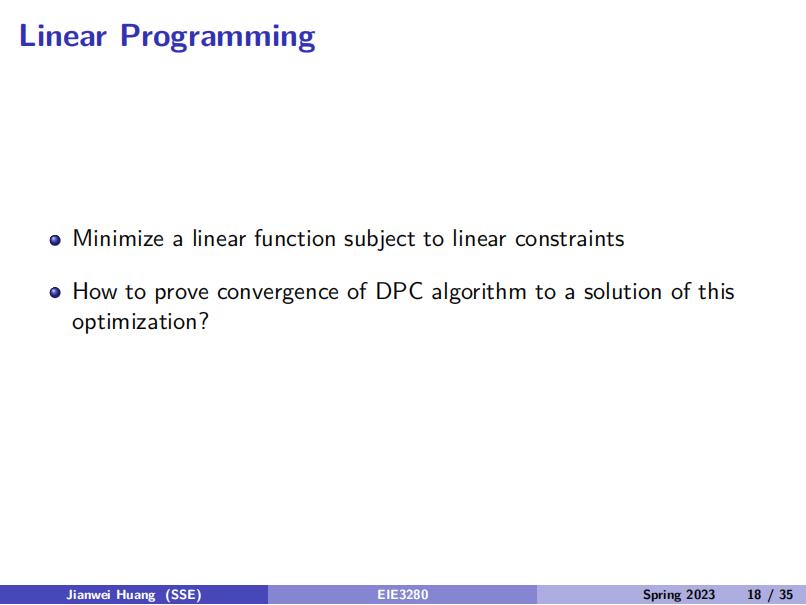 Linear Programming
Minimize a linear function subject to linear constraints
How to prove convergence of DPC algorithm to a solution of this
optimization?
Jianwei Huang (SSE) EIE3280 Spring 2023 18 / 35